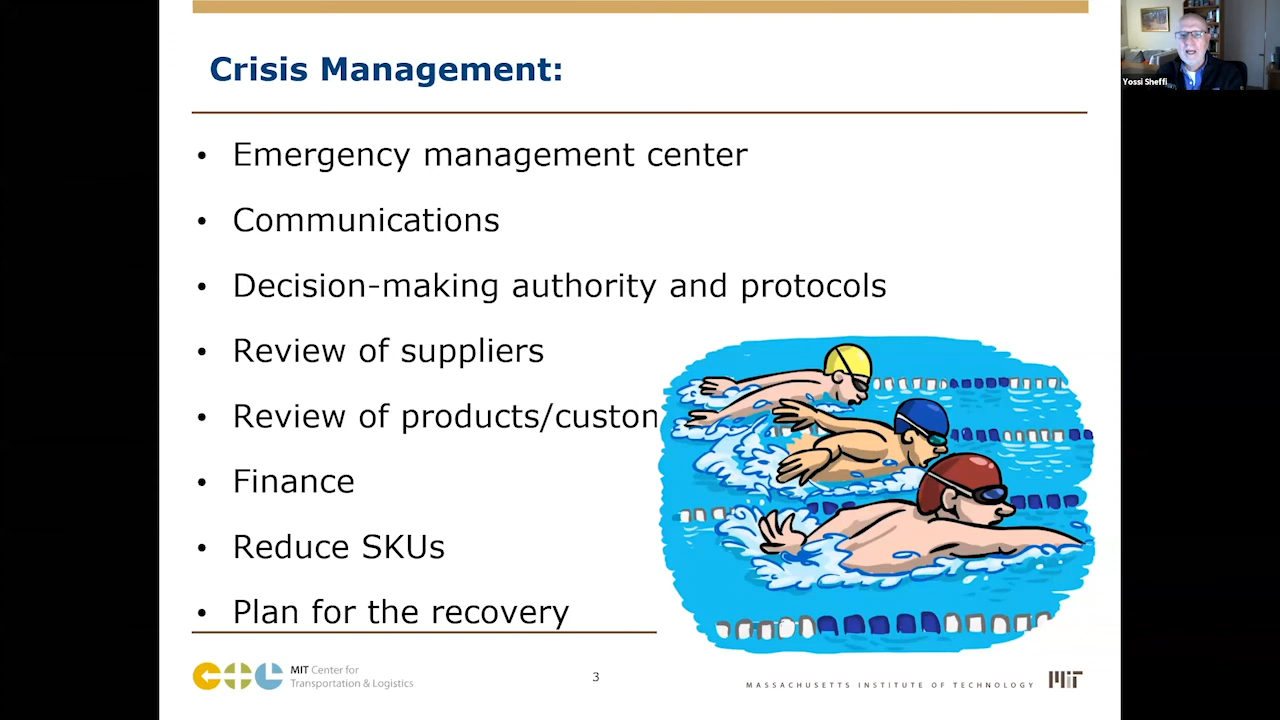 Crisis Management:
Yossi Sheffi
• Emergency management center
• Communications
• Decision-making authority and protocols
• Review of suppliers
• Review of products/custom
• Finance
• Reduce SKUs
• Plan for the recovery
MIT Center for
Transportation & Logistics
3
MASSACHUSETTS INSTITUTE OF TECHNOLOGY